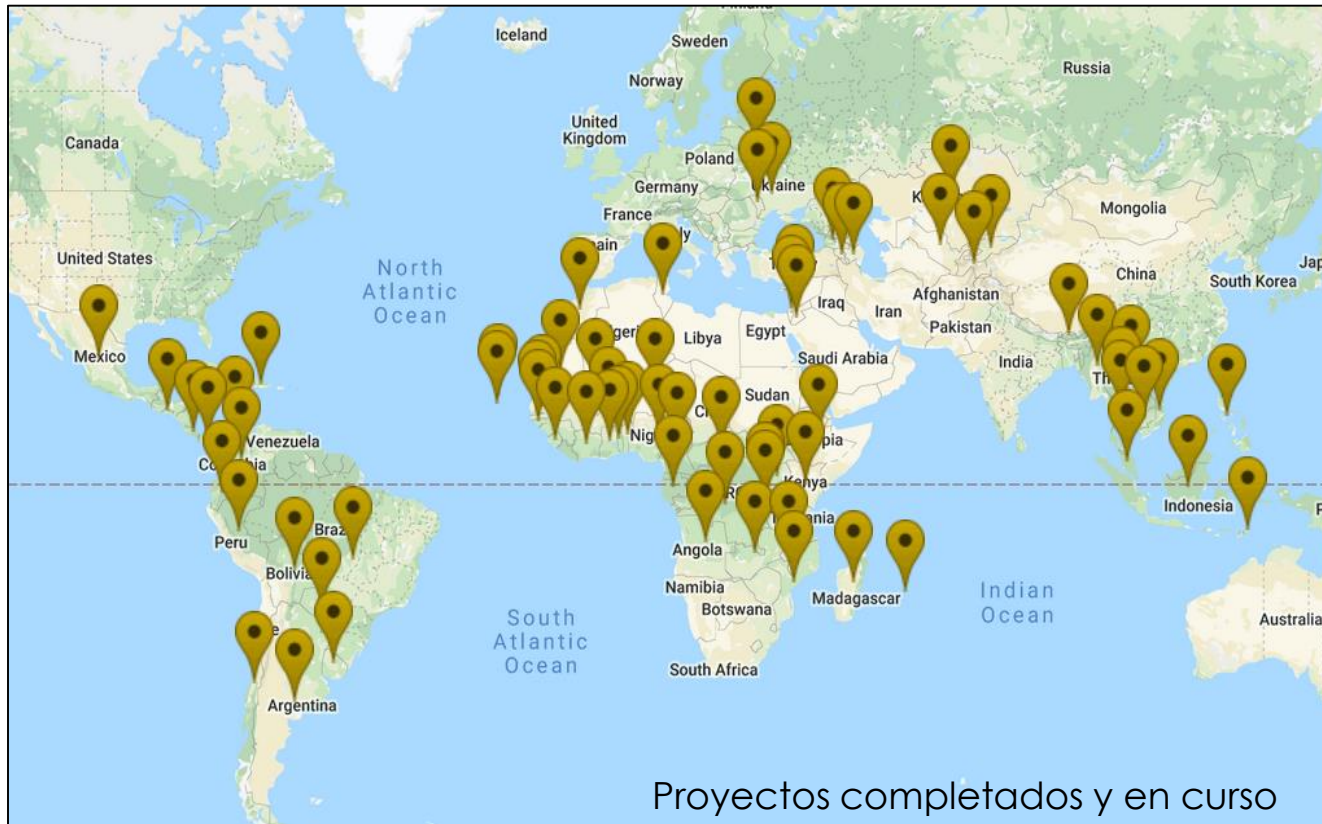 Iceland
Sweden
Norway
Russia
United
Kingdom
Canada
Poland
Germany
Ukraine
France
Mongolia
United States
North
Atlantic
Ocean
China
South Korea
Afghanistan
Iraq
Iran
Pakistan
Libya
Egypt
Mexico
Saudi Arabia
India
Sudan
Venezuela
Kenya
Indonesia
Peru
Angola
Bolivia
Namibia
Madagascar
Indian
Ocean
Botswana
South
Atlantic
Ocean
Australia
South Africa
Argentina
Proyectos completados y en curso